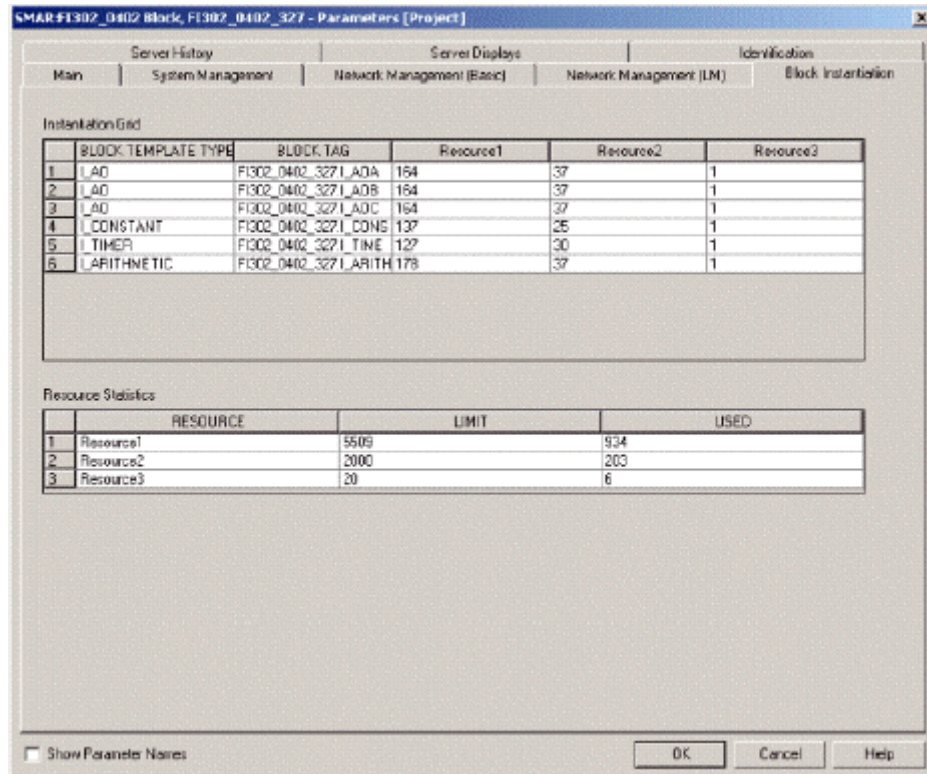 SMAR:FI302_0402 Block, FI302_0402_327 - Parameters [Project]
Server History Server Displays Identification
Main System Management Network Management (Basic) Network Management (LM) Block Instantiation
Instantiation Grid
BLOCK TEMPLATE TYPE BLOCK TAG Resource1 Resource2 Resource3
1 I_AO FI302_0402_327 I_AOA 164 37 1
2 I_AO FI302_0402_327 I_AOB 164 37 1
3 I_AO FI302_0402_327 I_AOC 164 37 1
4 I_CONSTANT FI302_0402_327 I_CONS 137 25 1
5 I_TIMER FI302_0402_327 I_TIME 127 30 1
6 I_ARITHMETIC FI302_0402_327 I_ARITH 178 37 1
Resource Statistics
RESOURCE LIMIT USED
1 Resource1 5509 934
2 Resource2 2000 203
3 Resource3 20 6
Show Parameter Names OK Cancel Help